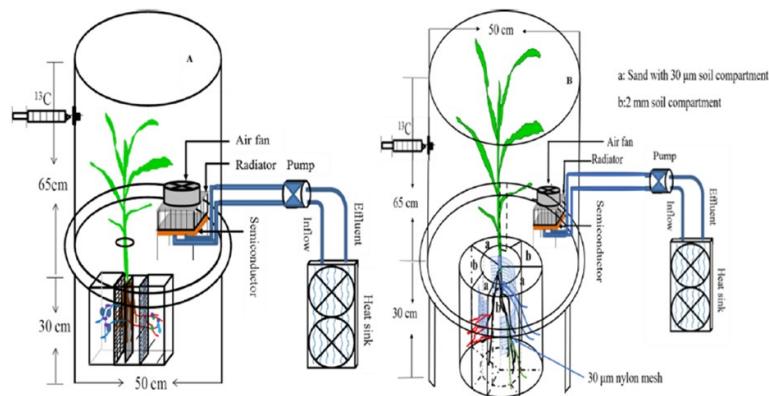 A
¹³C
Air fan
Radiator
Pump
65cm
Semiconductor
Inflow
Effluent
Heat sink
30 cm
50 cm
50 cm
B
a: Sand with 30 μm soil compartment
b:2 mm soil compartment
¹³C
Air fan
Radiator
Pump
65 cm
Semiconductor
Inflow
Effluent
Heat sink
a
b
b
a
a
b
30 cm
30 μm nylon mesh